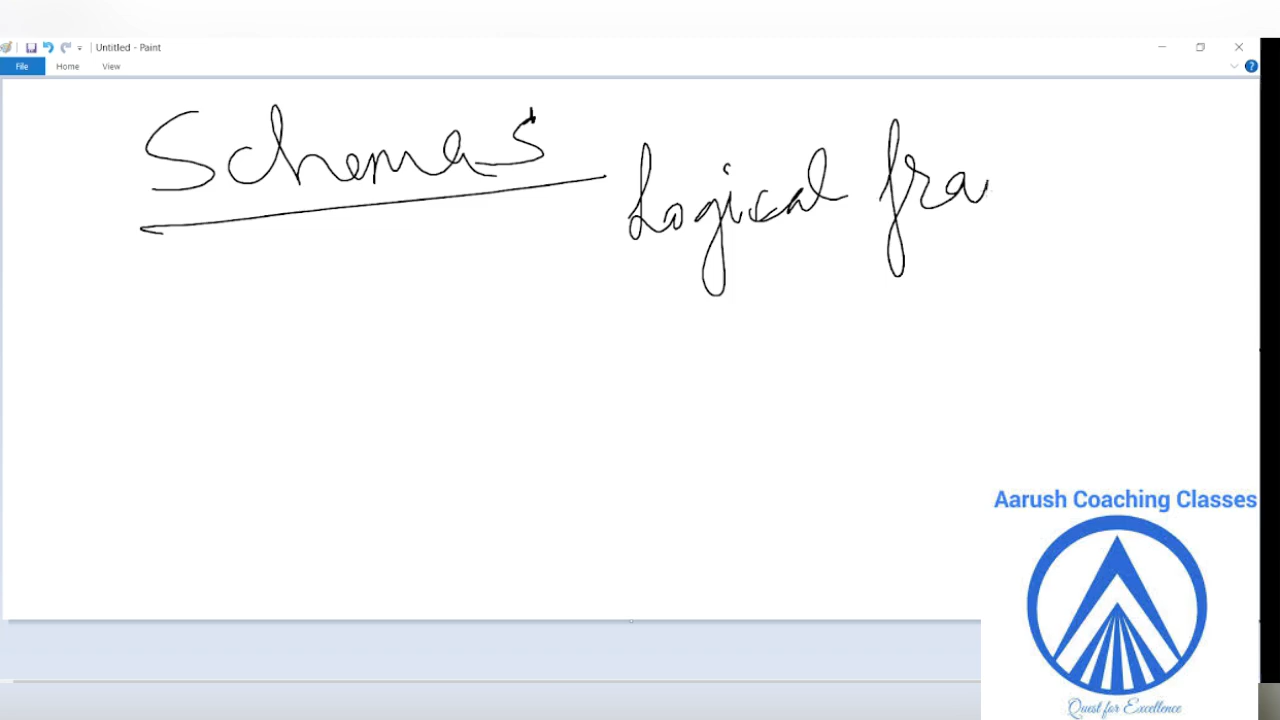 Untitled - Paint
File Home View
Schemas
Logical fra
Aarush Coaching Classes
Quest for Excellence